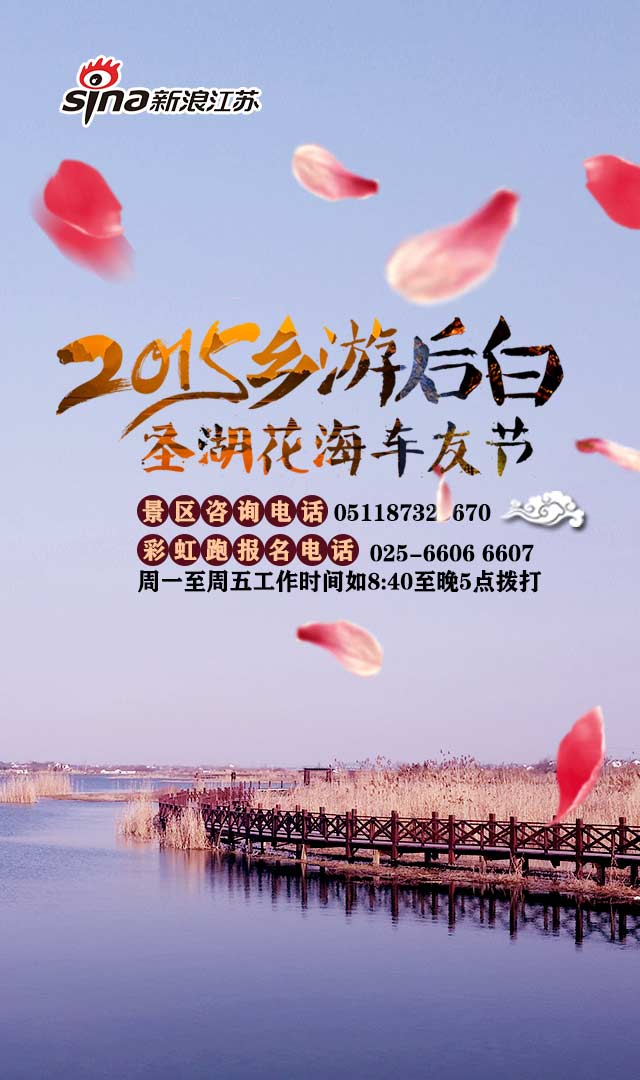 sina新浪江苏
2015乡游后白
圣湖花海车友节
景区咨询电话 05118732 670
彩虹跑报名电话 025-6606 6607
周一至周五工作时间如8:40至晚5点拨打